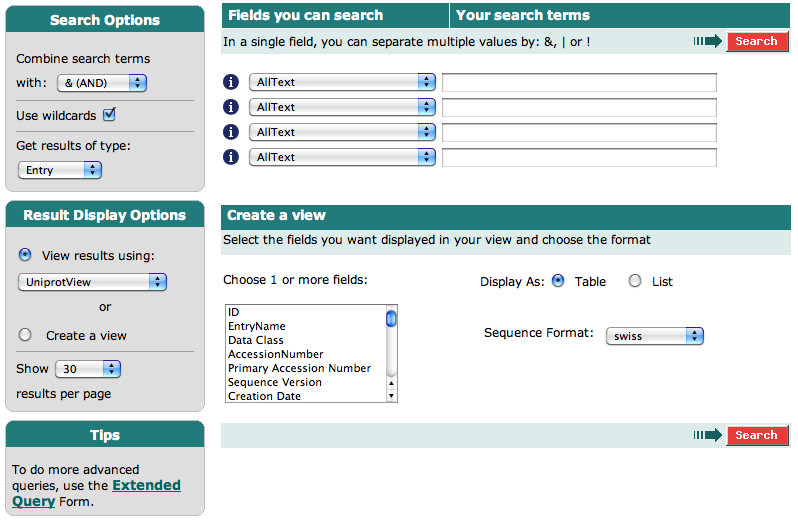 Search Options
Combine search terms
with: & (AND)
Use wildcards
Get results of type:
Entry
Result Display Options
View results using:
UniprotView
or
Create a view
Show 30
results per page
Tips
To do more advanced
queries, use the Extended
Query Form.
Fields you can search Your search terms
In a single field, you can separate multiple values by: &, | or ! Search
i AllText
i AllText
i AllText
i AllText
Create a view
Select the fields you want displayed in your view and choose the format
Choose 1 or more fields:
ID
EntryName
Data Class
AccessionNumber
Primary Accession Number
Sequence Version
Creation Date
Display As: Table List
Sequence Format: swiss
Search